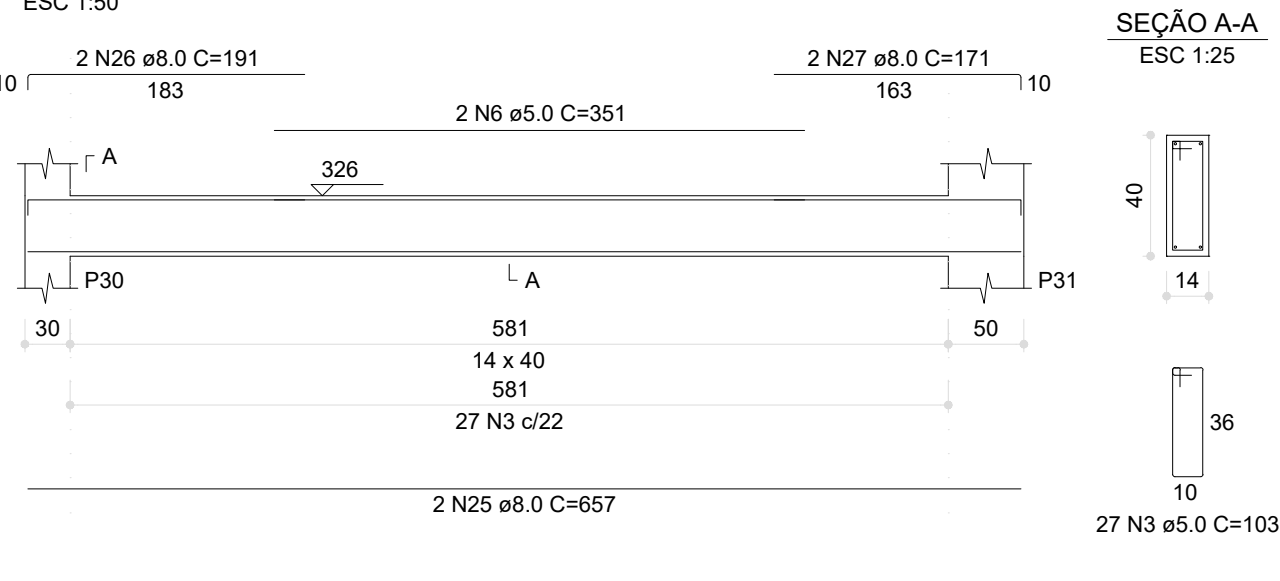 ESC 1:50
SEÇÃO A-A
ESC 1:25
2 N26 ø8.0 C=191
2 N27 ø8.0 C=171
10
183
163
10
2 N6 ø5.0 C=351
A
326
40
A
P30
P31
14
30
581
50
14 x 40
581
27 N3 c/22
36
2 N25 ø8.0 C=657
10
27 N3 ø5.0 C=103